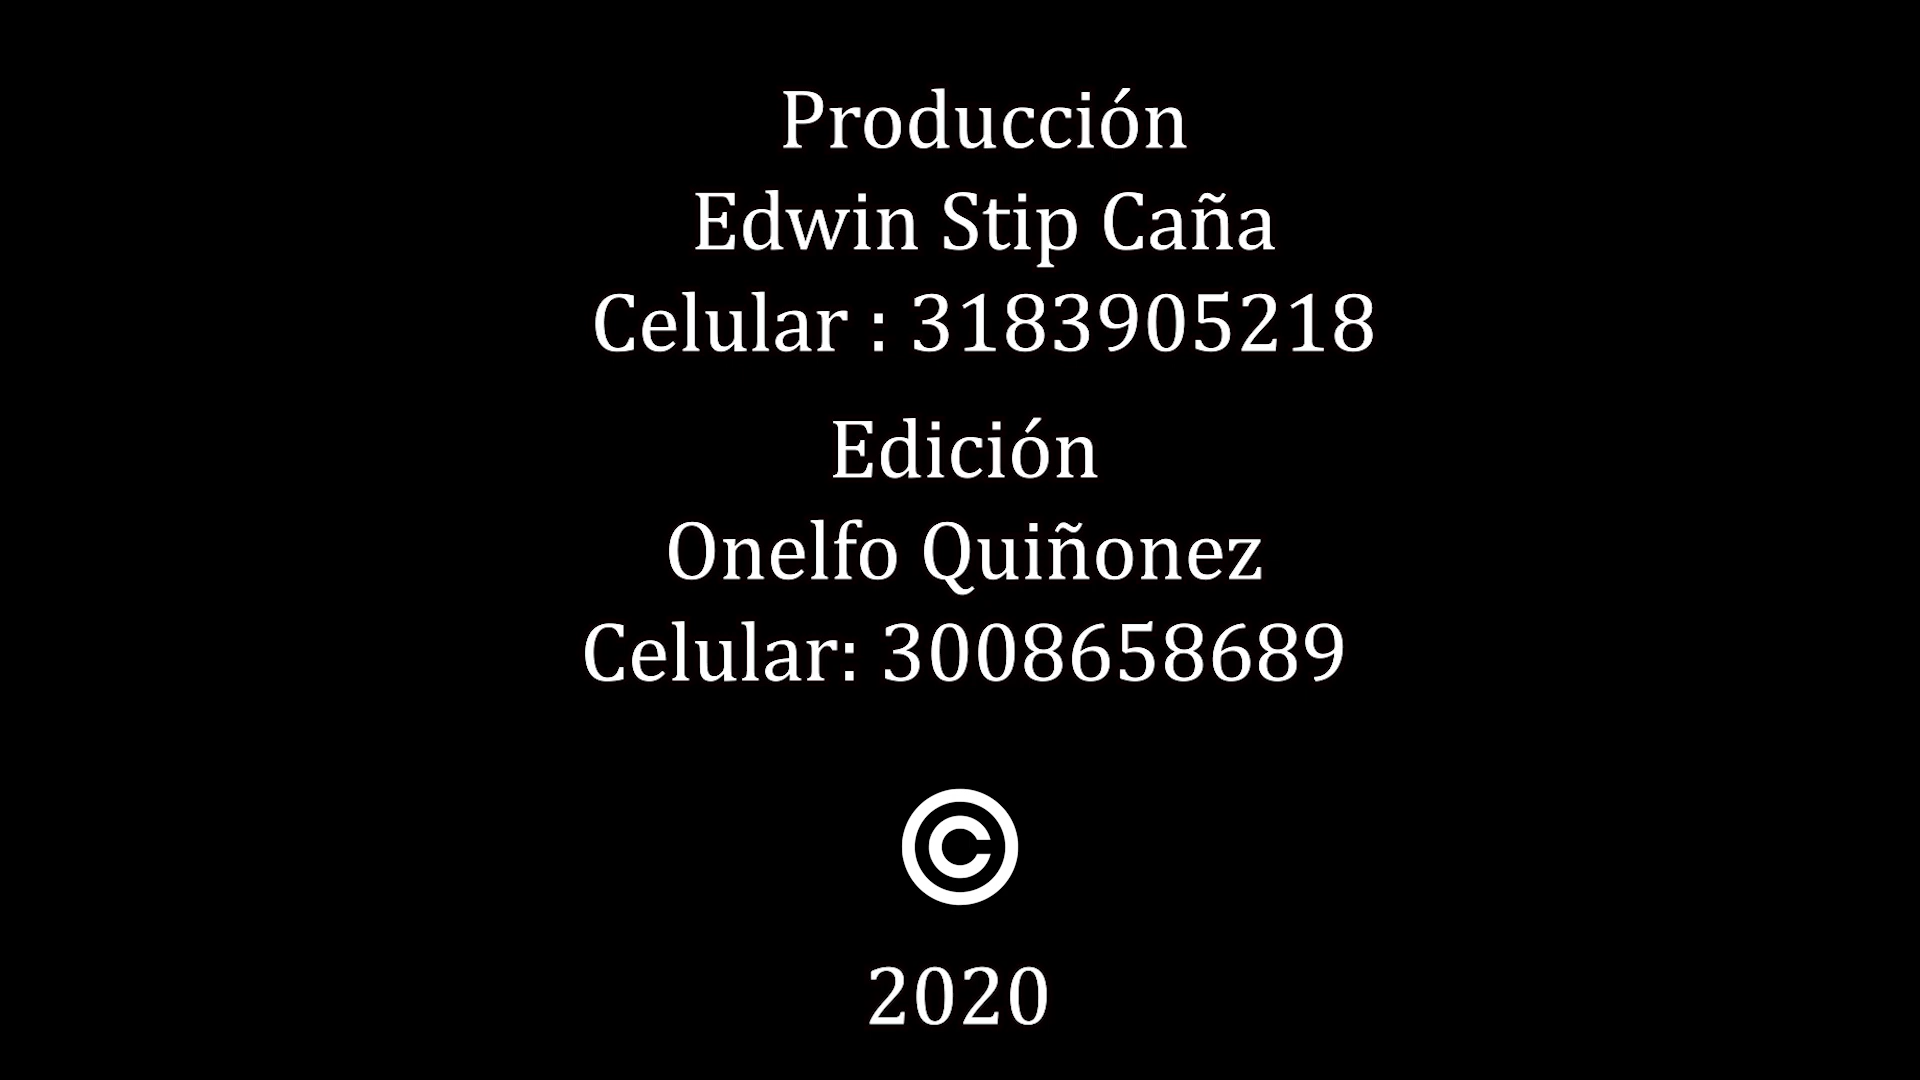 Producción
Edwin Stip Caña
Celular : 3183905218
Edición
Onelfo Quiñonez
Celular: 3008658689
©
2020